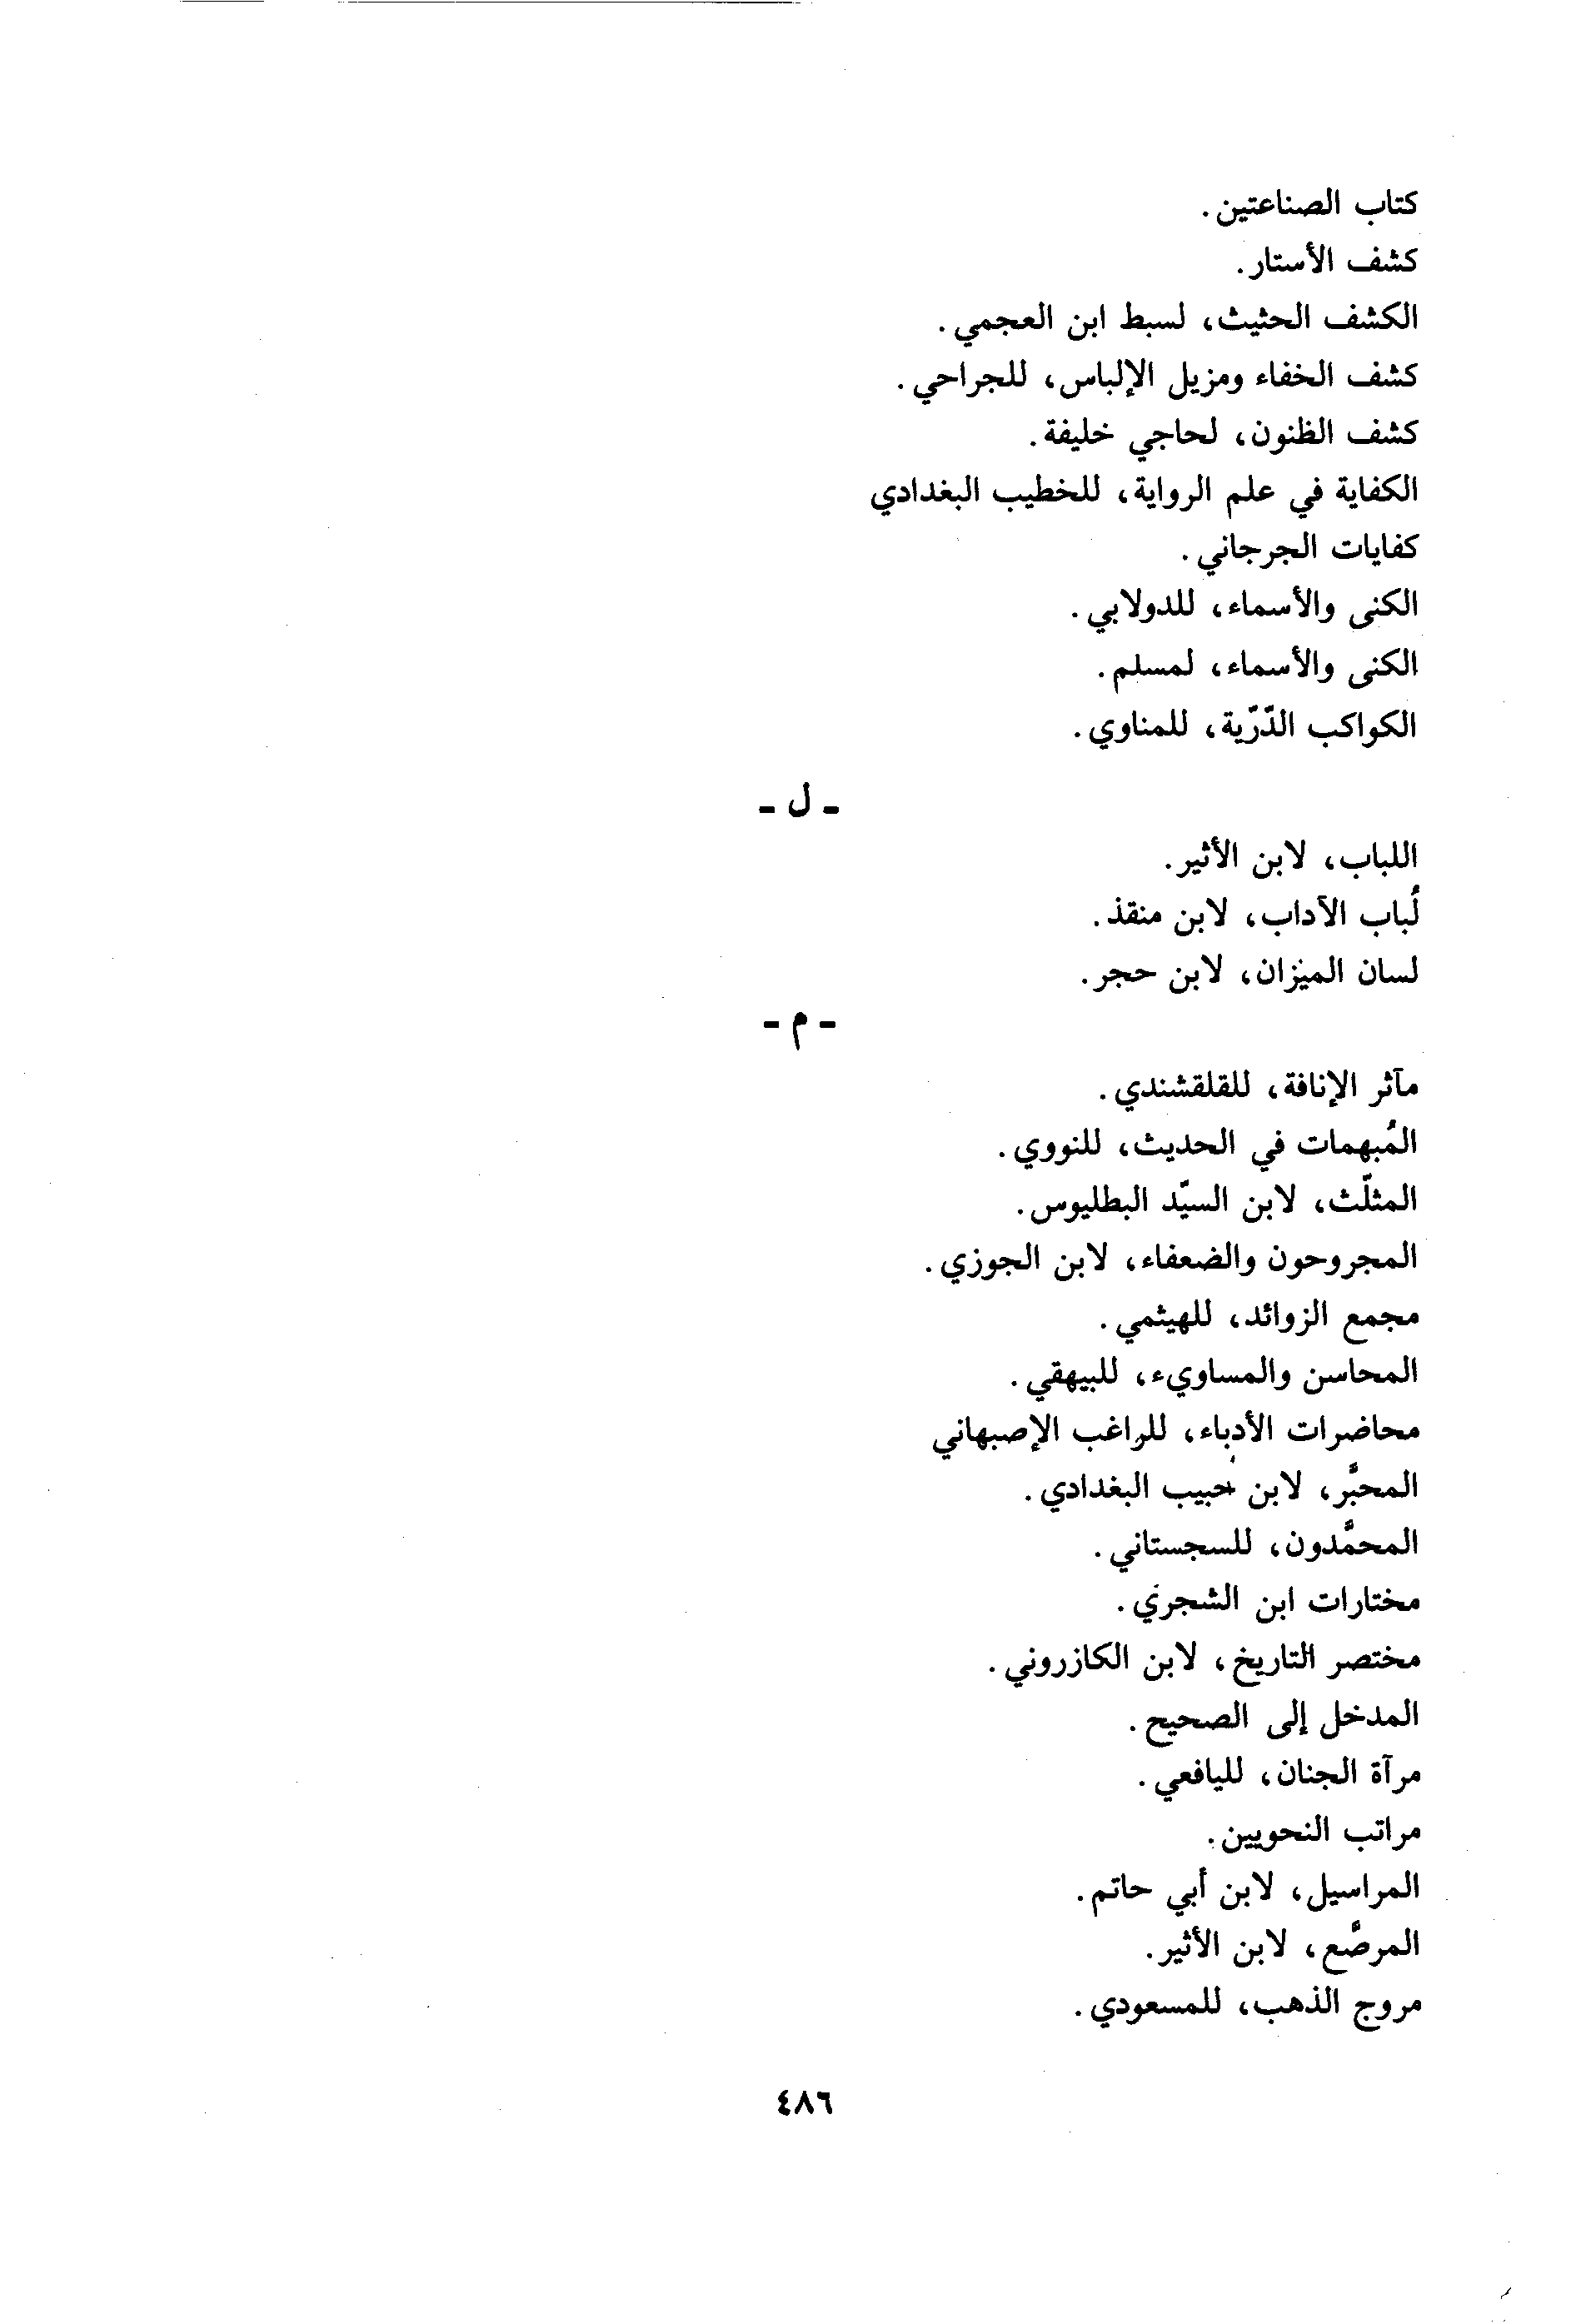 كتاب الصناعتين.
كشف الأستار.
الكشف الحثيث، لسبط ابن العجمي.
كشف الخفاء ومزيل الإلباس، للجراحي.
كشف الظنون، لحاجي خليفة.
الكفاية في علم الرواية، للخطيب البغدادي
كفايات الجرجاني.
الكنى والأسماء، للدولابي.
الكنى والأسماء، لمسلم.
الكواكب الدّرّية، للمناوي.
- ل -
اللباب، لابن الأثير.
لُباب الآداب، لابن منقذ.
لسان الميزان، لابن حجر.
- م -
مآثر الإنافة، للقلقشندي.
المُبهمات في الحديث، للنووي.
المثلّث، لابن السيّد البطليوس.
المجروحون والضعفاء، لابن الجوزي.
مجمع الزوائد، للهيثمي.
المحاسن والمساويء، للبيهقي.
محاضرات الأدباء، للراغب الإصبهاني
المحبَّر، لابن حبيب البغدادي.
المحمَّدون، للسجستاني.
مختارات ابن الشجري.
مختصر التاريخ، لابن الكازروني.
المدخل إلى الصحيح.
مرآة الجنان، لليافعي.
مراتب النحويين.
المراسيل، لابن أبي حاتم.
المرصَّع، لابن الأثير.
مروج الذهب، للمسعودي.
٤٨٦